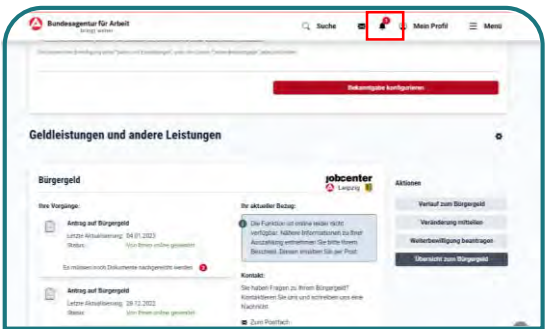 Bundesagentur für Arbeit
bringt weiter.
Suche
Mein Profil
Menü
Bekanntgabe konfigurieren
Geldleistungen und andere Leistungen
Bürgergeld
jobcenter
Leipzig
Ihre Vorgänge:
Antrag auf Bürgergeld
Letzte Aktualisierung: 04.01.2023
Status: Von Ihnen online gesendet
Es müssen noch Dokumente nachgereicht werden
Antrag auf Bürgergeld
Letzte Aktualisierung: 28.12.2022
Status: Von Ihnen online gesendet
Ihr aktueller Bezug:
Die Funktion ist online leider nicht
verfügbar. Nähere Informationen zu Ihrer
Auszahlung entnehmen Sie bitte Ihrem
Bescheid. Diesen erhalten Sie per Post.
Kontakt:
Sie haben Fragen zu Ihrem Bürgergeld?
Kontaktieren Sie uns und schreiben uns eine
Nachricht.
Zum Postfach
Aktionen
Verlauf zum Bürgergeld
Veränderung mitteilen
Weiterbewilligung beantragen
Übersicht zum Bürgergeld